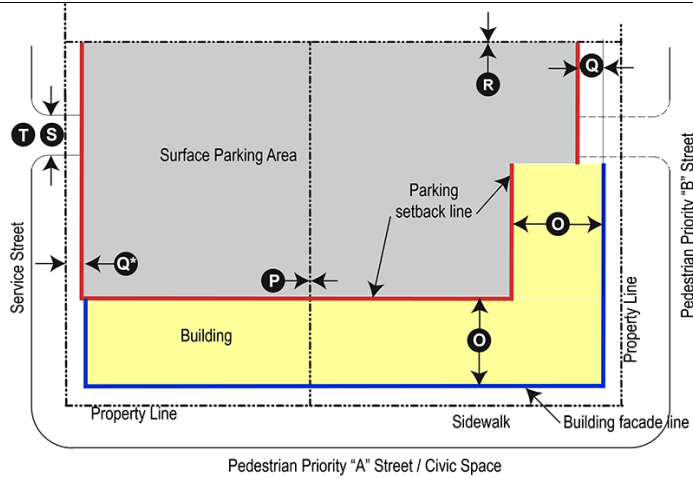 Q
R
T S
Surface Parking Area
Parking
setback line
Pedestrian Priority "B" Street
O
Service Street
Q*
P
Property Line
Building
O
Property Line
Sidewalk
Building facade line
Pedestrian Priority "A" Street / Civic Space